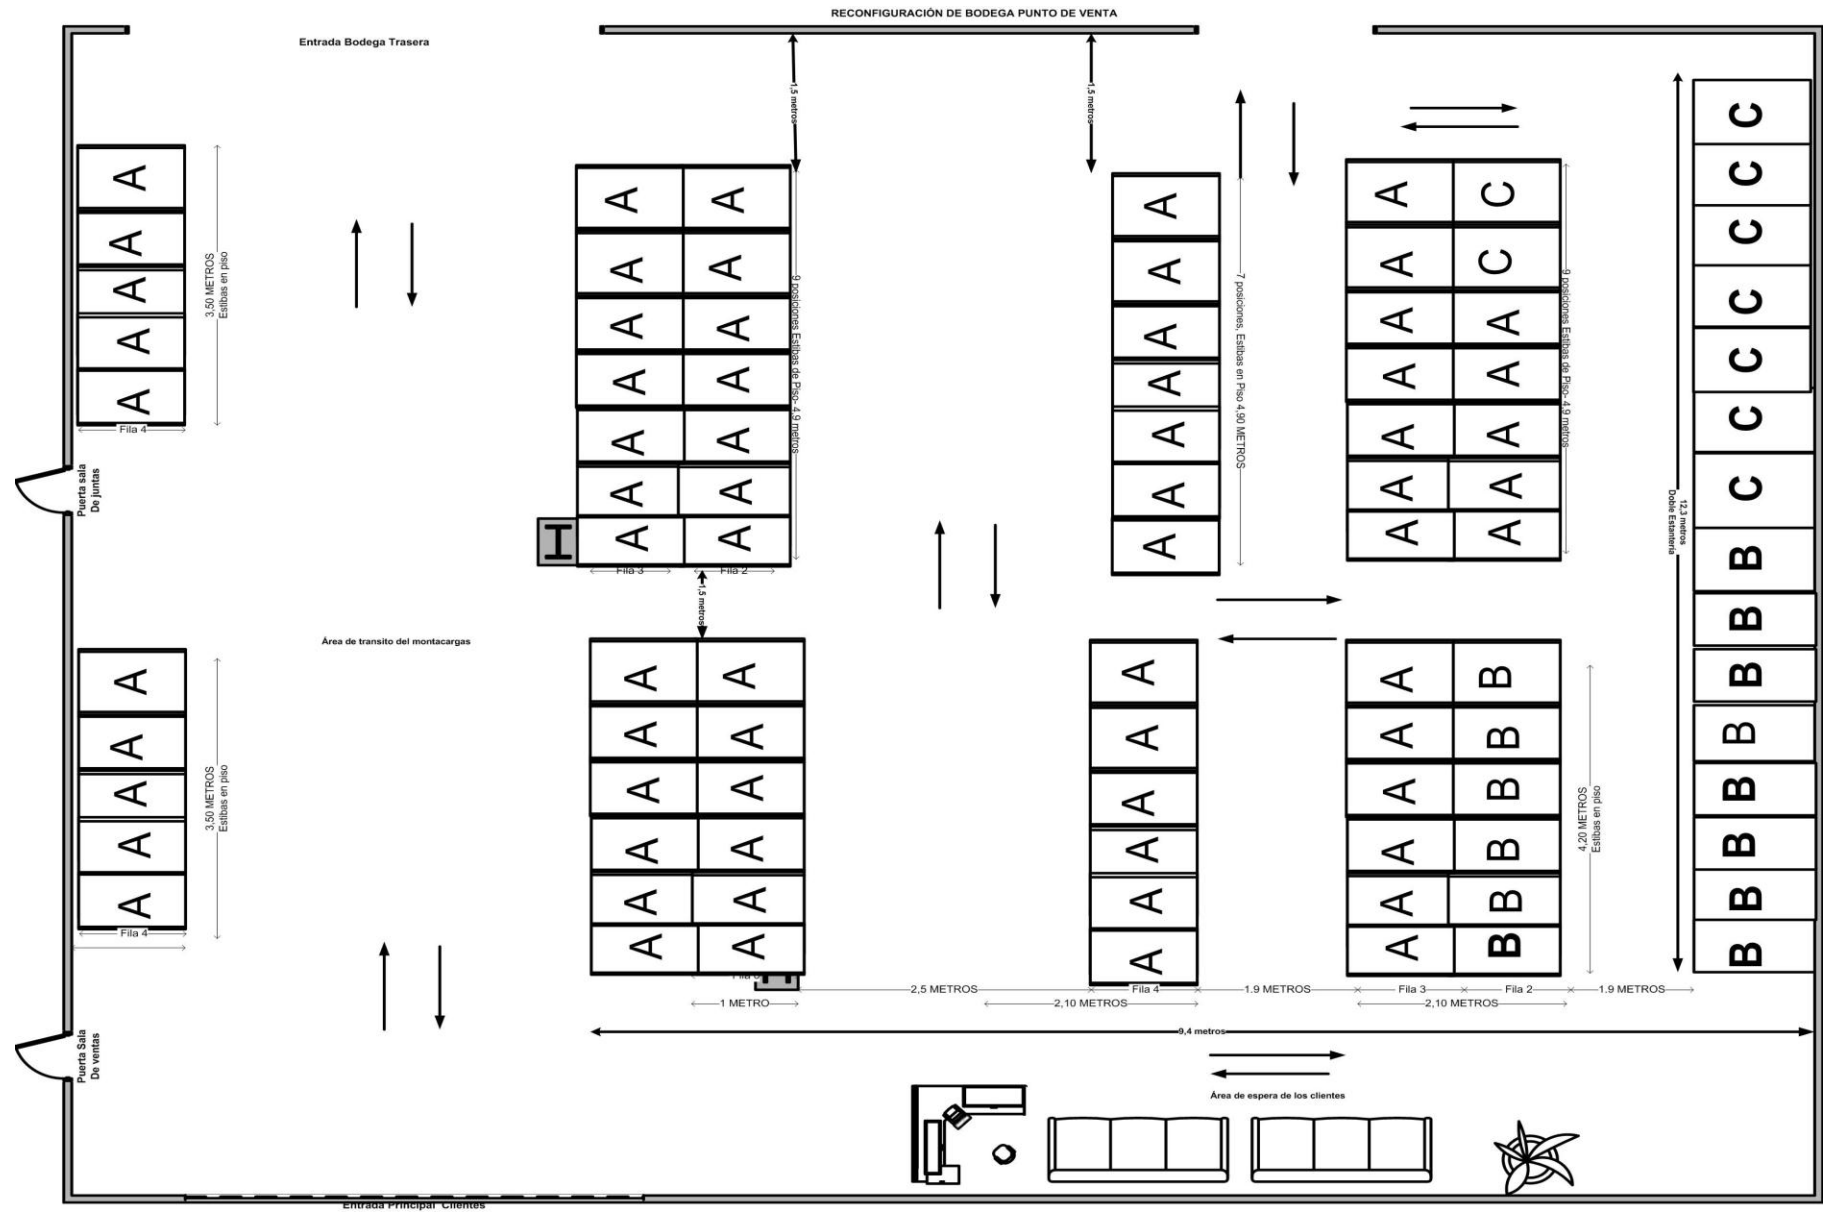 RECONFIGURACIÓN DE BODEGA PUNTO DE VENTA
Entrada Bodega Trasera
1,5 metros
1,5 metros
C
C
C
C
C
C
C
B
B
B
B
B
B
B
B
12,3 metros
Doble Estantería
A
A
A
A
A
3,50 METROS
Estibas en piso
Fila 4
A A
A A
A A
A A
A A
A A
A A
9 posiciones Estibas de Piso- 4.9 metros
Fila 3
Fila 2
A
A
A
A
A
A
A
7 posiciones, Estibas en Piso 4,90 METROS
A C
A C
A A
A A
A A
A A
A A
9 posiciones Estibas de Piso- 4.9 metros
Puerta sala
De juntas
1,5 metros
Área de transito del montacargas
A
A
A
A
A
3,50 METROS
Estibas en piso
Fila 4
A A
A A
A A
A A
A A
A A
A
A
A
A
A
A
A B
A B
A B
A B
A B
A B
4,20 METROS
Estibas en piso
2,5 METROS
Fila 4
1.9 METROS
Fila 3
Fila 2
1.9 METROS
1 METRO
2,10 METROS
2,10 METROS
9,4 metros
Puerta Sala
De ventas
Área de espera de los clientes
Entrada Principal Clientes